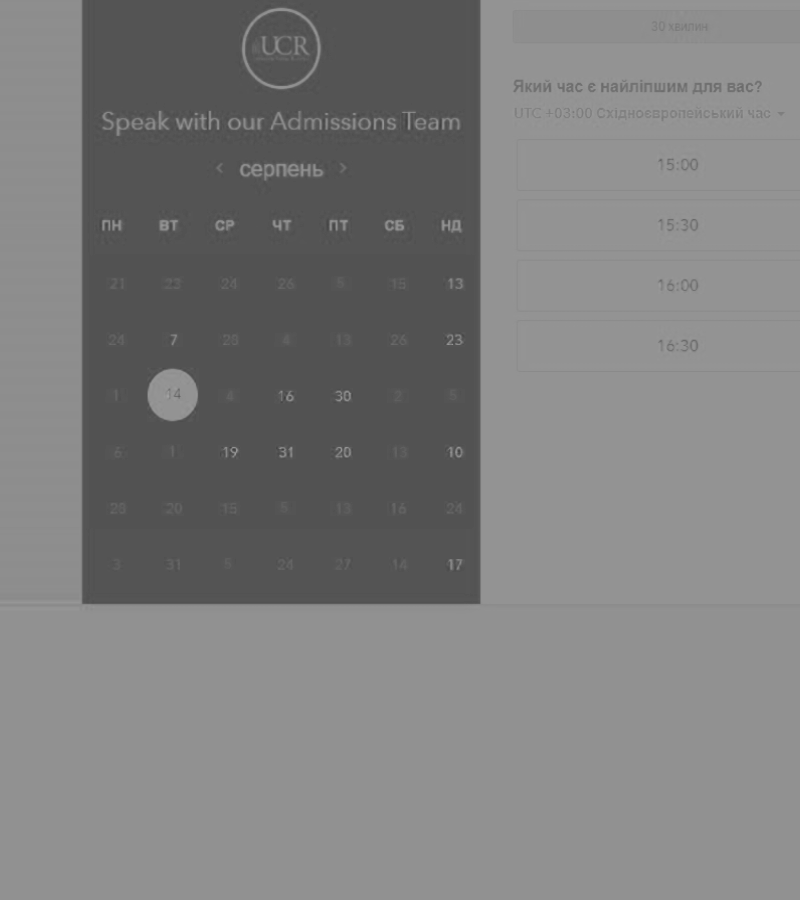 UCR
30 хвилин
Speak with our Admissions Team
серпень
ПН ВТ СР ЧТ ПТ СБ НД
21 23 24 26 5 15 13
24 7 20 4 13 26 23
1 14 4 16 30 2 5
6 1 19 31 20 13 10
28 20 15 5 13 16 24
3 31 5 24 27 14 17
Який час є найліпшим для вас?
UTC +03:00 Східноєвропейський час
15:00
15:30
16:00
16:30